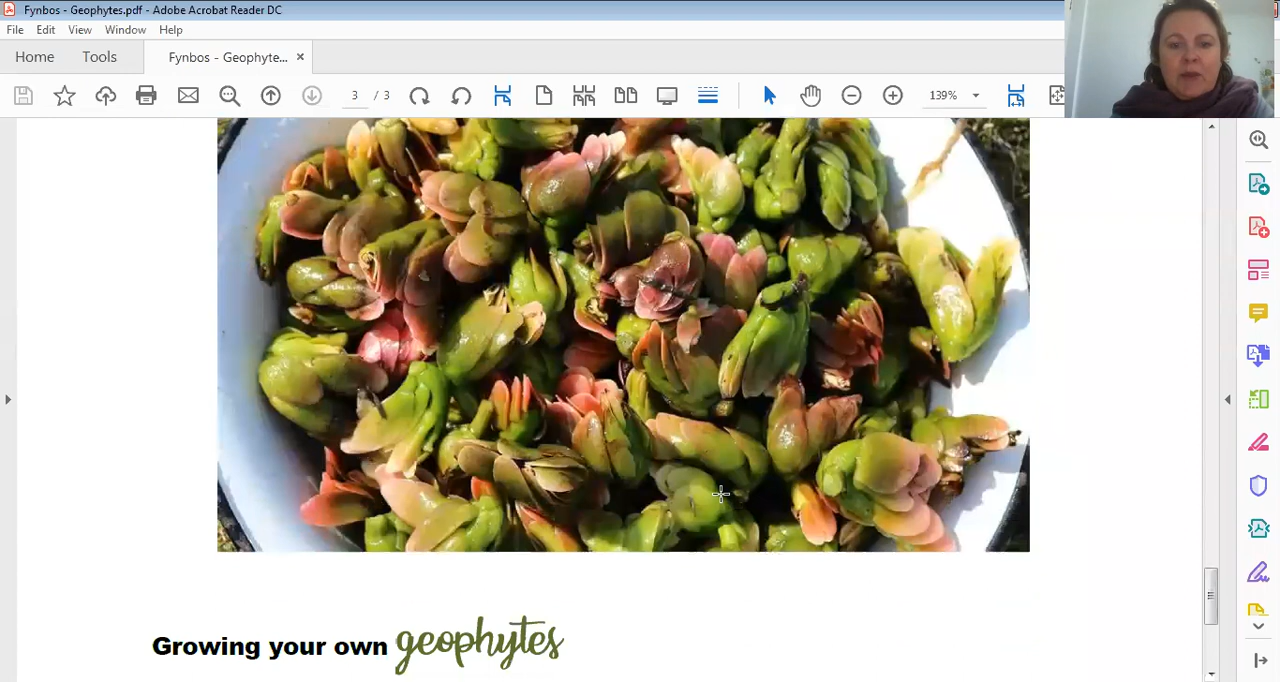 Fynbos - Geophytes.pdf - Adobe Acrobat Reader DC
File Edit View Window Help
Home Tools Fynbos - Geophyte... ×
3 / 3 139%
Growing your own geophytes